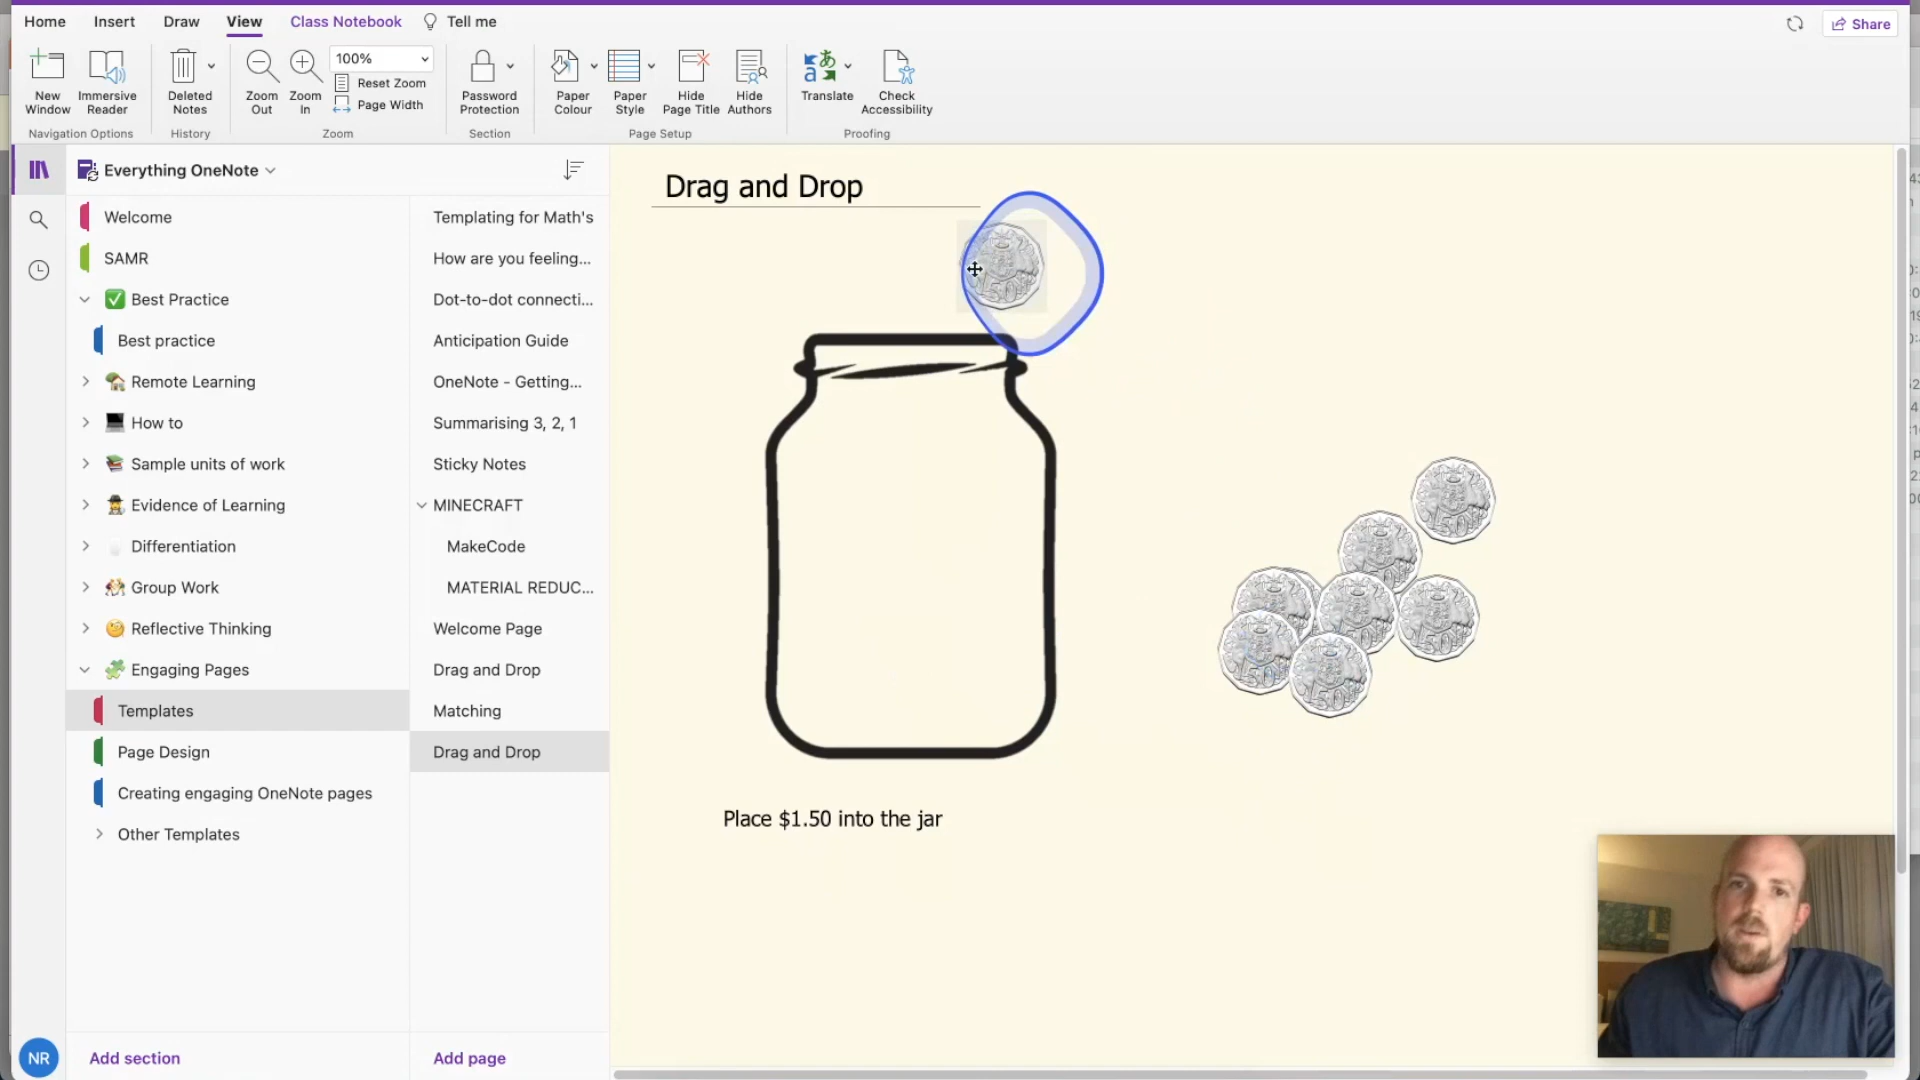 Home Insert Draw View Class Notebook Tell me
Share
100%
Reset Zoom
Page Width
New Window
Immersive Reader
Deleted Notes
Zoom Out
Zoom In
Password Protection
Paper Colour
Paper Style
Hide Page Title
Hide Authors
Translate
Check Accessibility
Navigation Options
History
Zoom
Section
Page Setup
Proofing
Everything OneNote
Welcome
SAMR
Best Practice
Best practice
Remote Learning
How to
Sample units of work
Evidence of Learning
Differentiation
Group Work
Reflective Thinking
Engaging Pages
Templates
Page Design
Creating engaging OneNote pages
Other Templates
Add section
NR
Templating for Math's
How are you feeling...
Dot-to-dot connecti...
Anticipation Guide
OneNote - Getting...
Summarising 3, 2, 1
Sticky Notes
MINECRAFT
MakeCode
MATERIAL REDUC...
Welcome Page
Drag and Drop
Matching
Drag and Drop
Add page
Drag and Drop
50
50
50
50
50
50
Place $1.50 into the jar